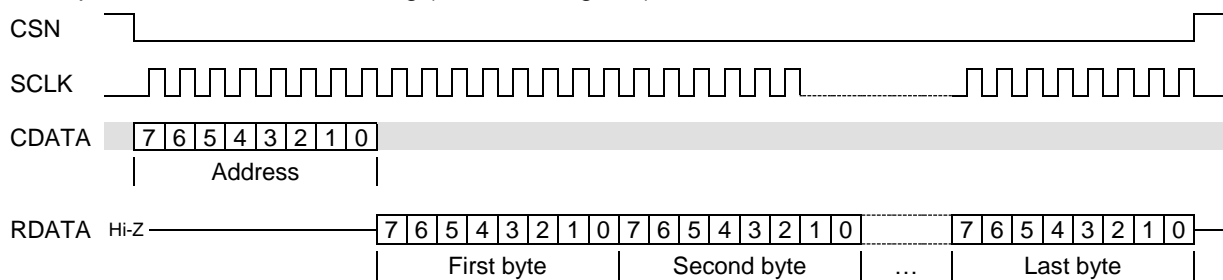 CSN
SCLK
CDATA 7 6 5 4 3 2 1 0
Address
RDATA Hi-Z 7 6 5 4 3 2 1 0 7 6 5 4 3 2 1 0 7 6 5 4 3 2 1 0
First byte Second byte … Last byte